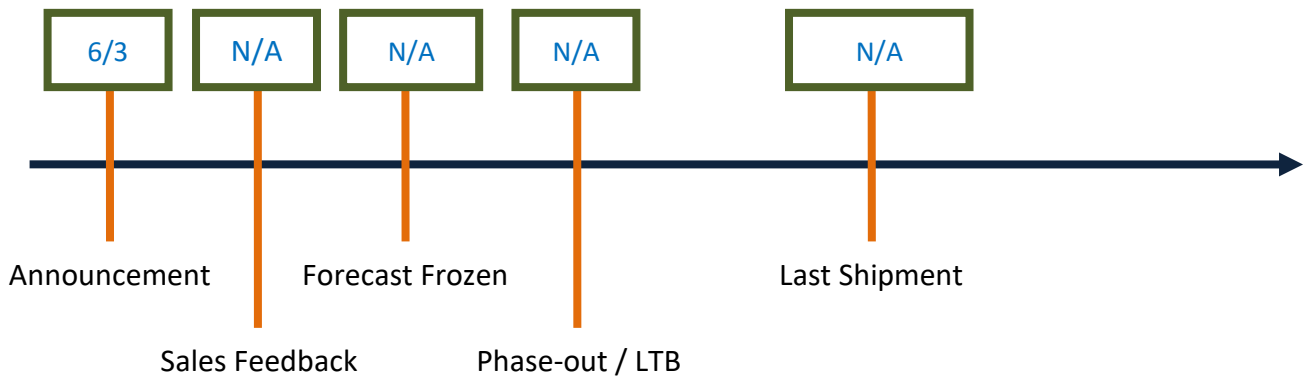 6/3 N/A N/A N/A N/A
Announcement Forecast Frozen Last Shipment
Sales Feedback Phase-out / LTB